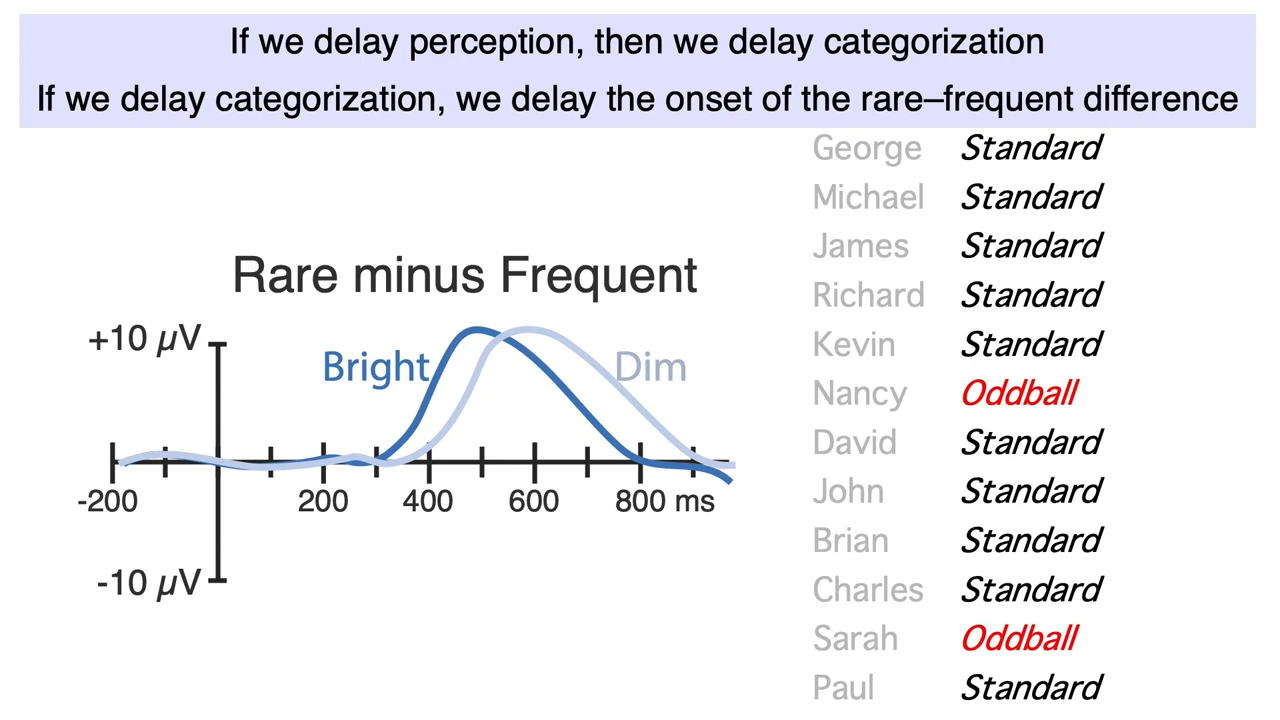 If we delay perception, then we delay categorization
If we delay categorization, we delay the onset of the rare–frequent difference
Rare minus Frequent
+10 µV
Bright
Dim
-200
200
400
600
800 ms
-10 µV
George Standard
Michael Standard
James Standard
Richard Standard
Kevin Standard
Nancy Oddball
David Standard
John Standard
Brian Standard
Charles Standard
Sarah Oddball
Paul Standard